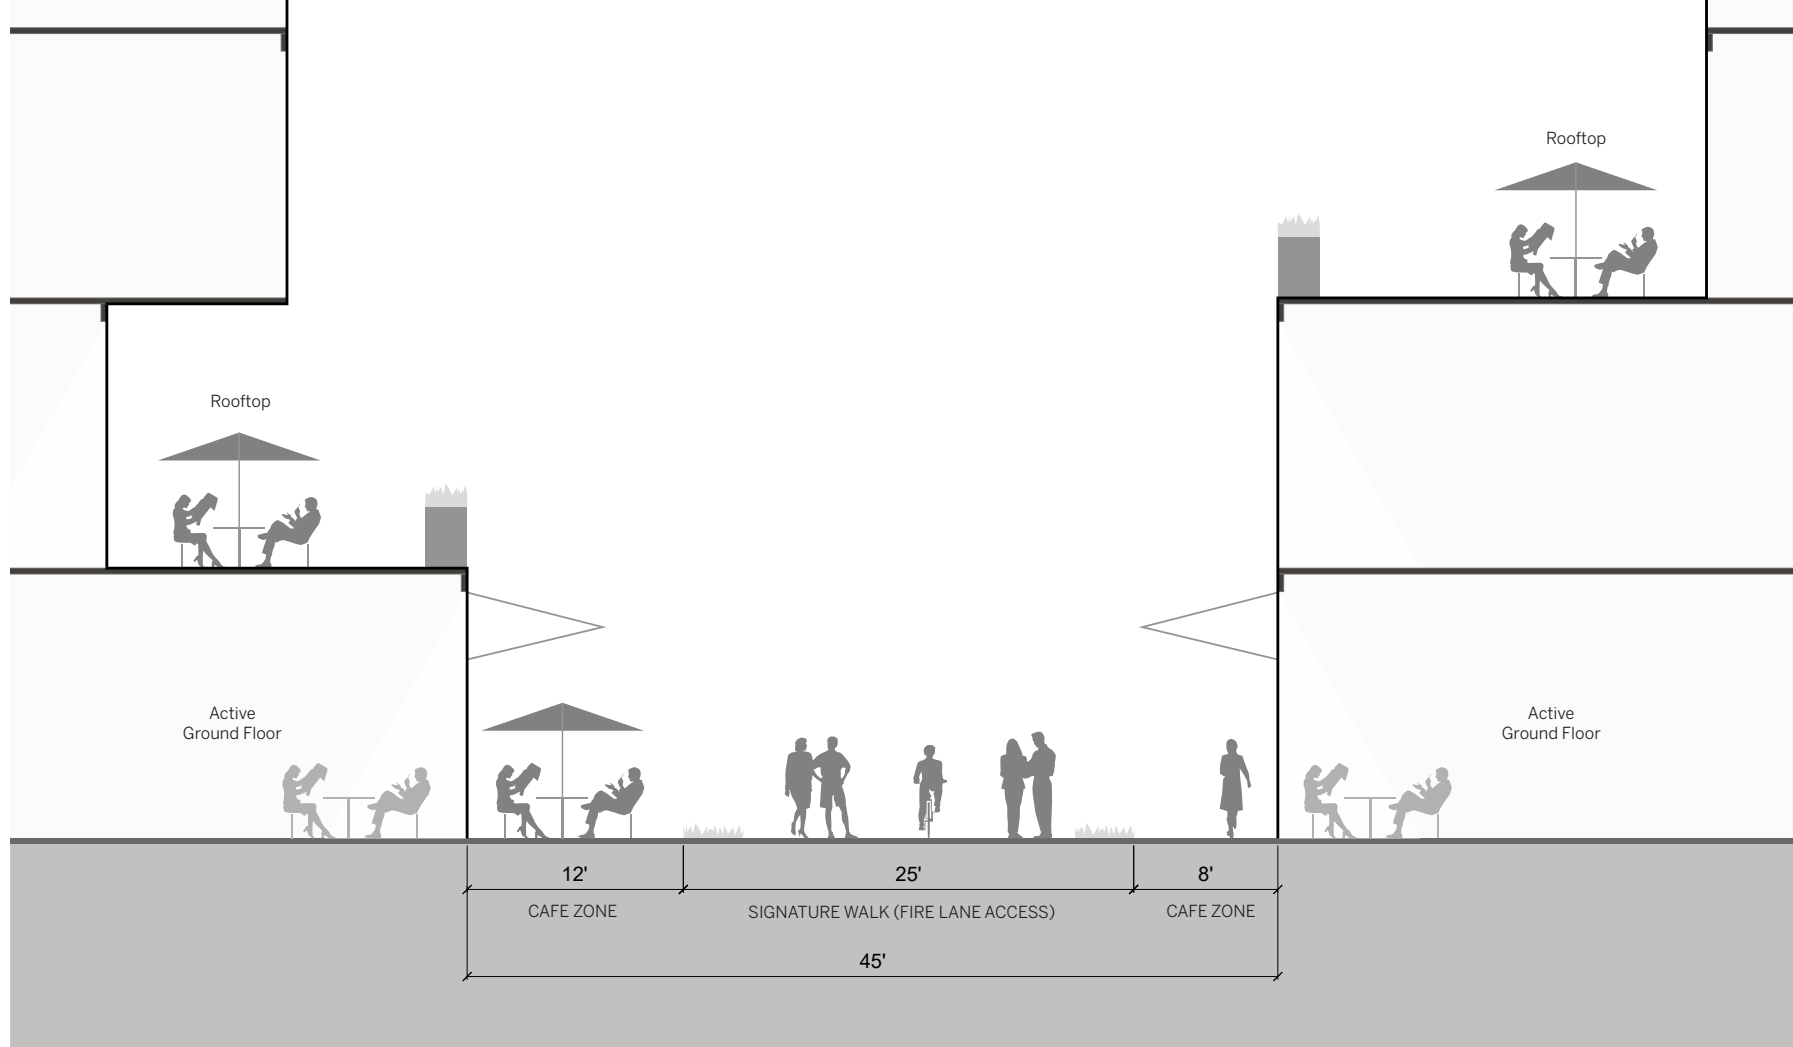 Rooftop
Rooftop
Active
Ground Floor
Active
Ground Floor
12'
25'
8'
CAFE ZONE
SIGNATURE WALK (FIRE LANE ACCESS)
CAFE ZONE
45'